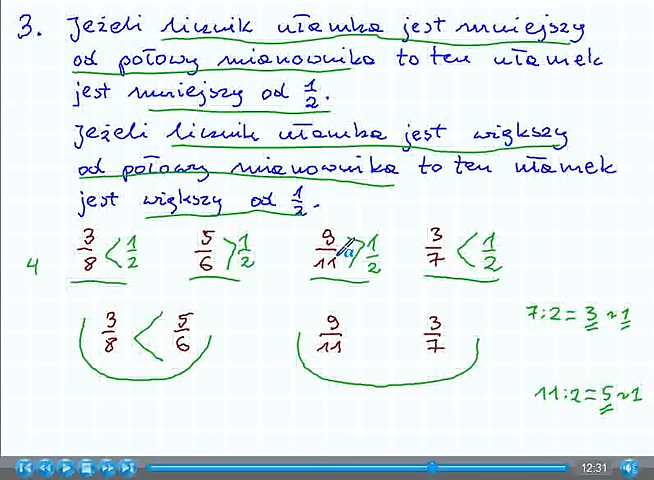 3. Jeżeli licznik ułamka jest mniejszy
od połowy mianownika to ten ułamek
jest mniejszy od 1/2.
Jeżeli licznik ułamka jest większy
od połowy mianownika to ten ułamek
jest większy od 1/2.
4 3/8 < 1/2 5/6 > 1/2 9/11 > 1/2 3/7 < 1/2
3/8 < 5/6 9/11 3/7
7:2 = 3 ~ 1
11:2 = 5 ~ 1
12:31